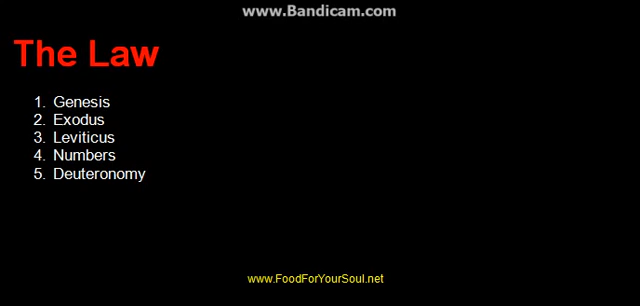 www.Bandicam.com
The Law
1. Genesis
2. Exodus
3. Leviticus
4. Numbers
5. Deuteronomy
www.FoodForYourSoul.net